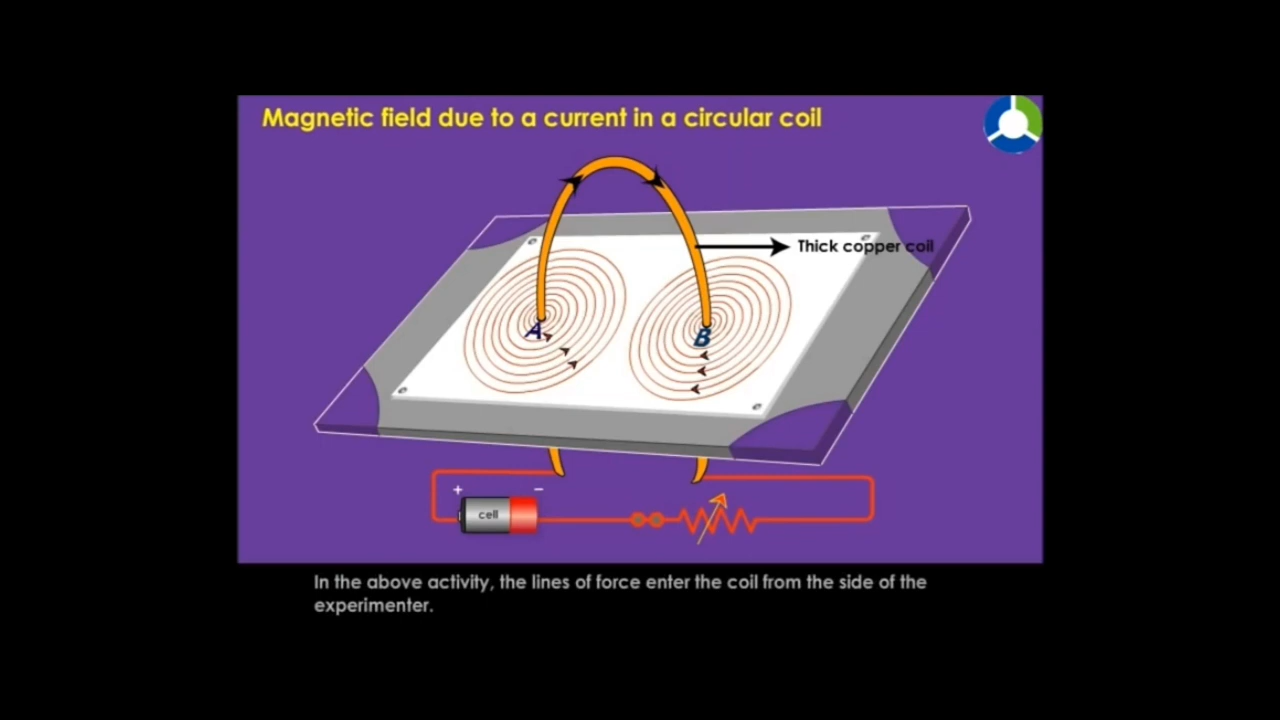 Magnetic field due to a current in a circular coil
Thick copper coil
A
B
+ −
cell
In the above activity, the lines of force enter the coil from the side of the
experimenter.